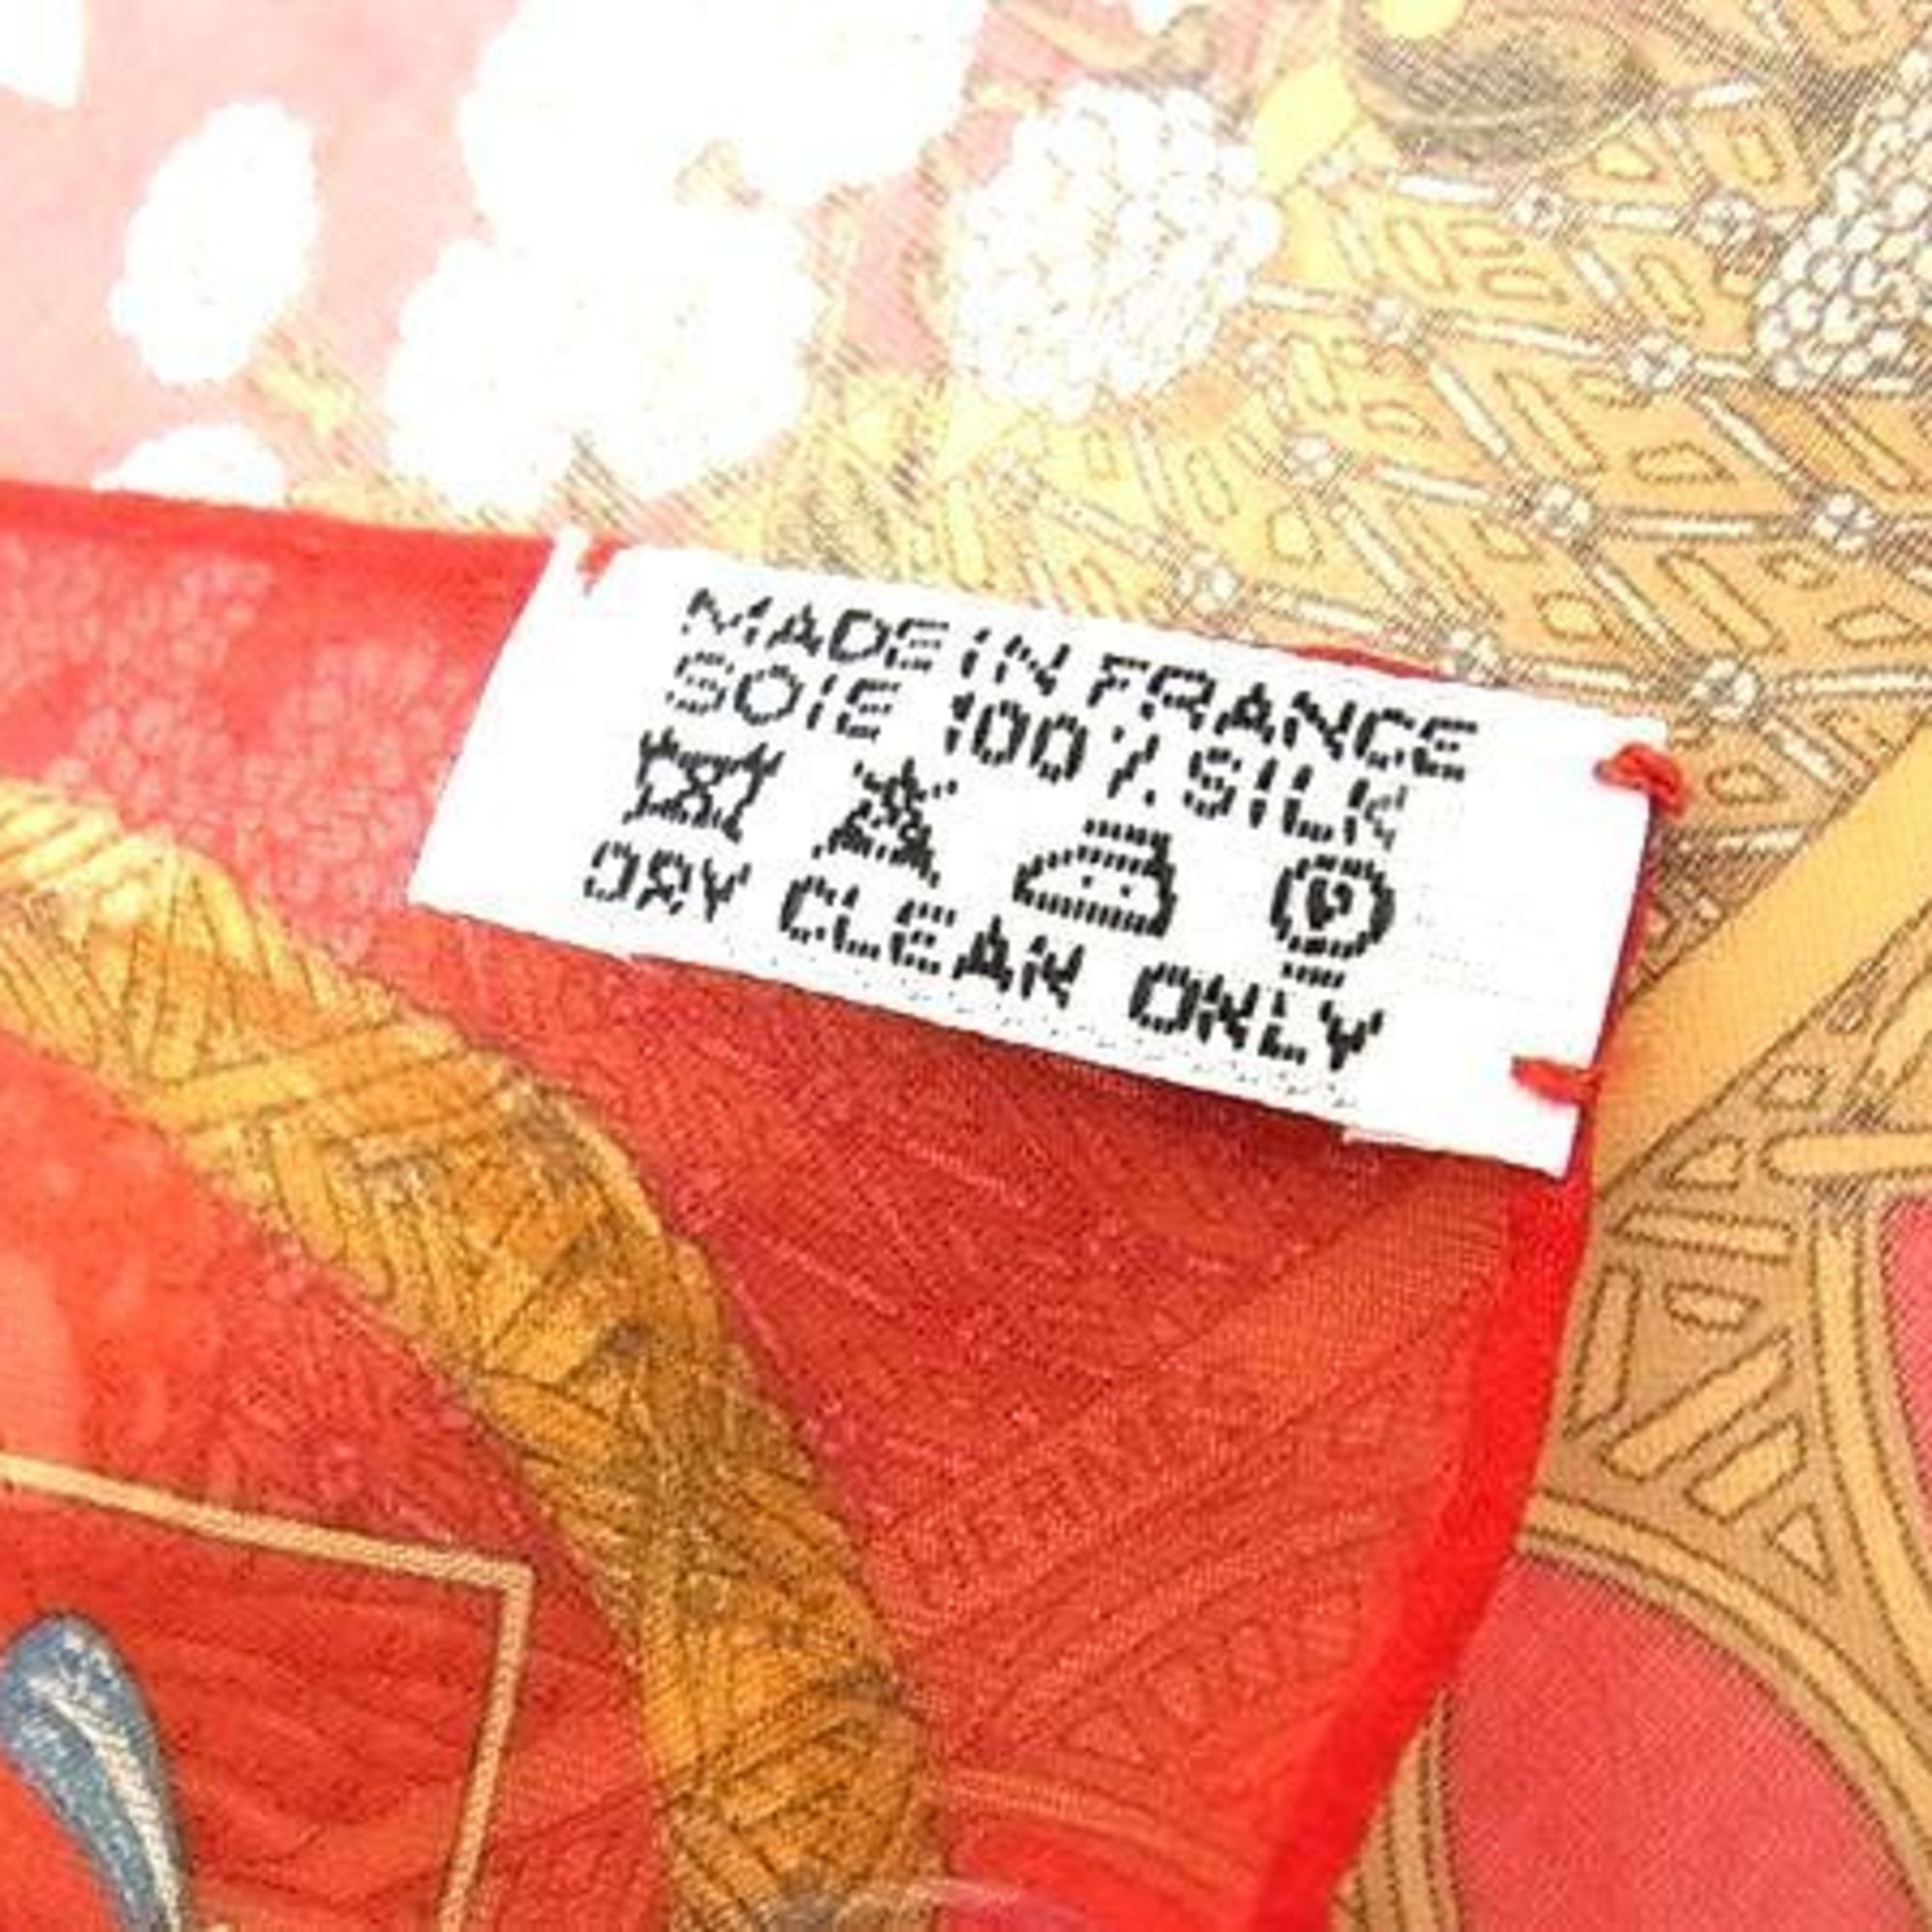 MADE IN FRANCE
SOIE 100% SILK
P
DRY CLEAN ONLY